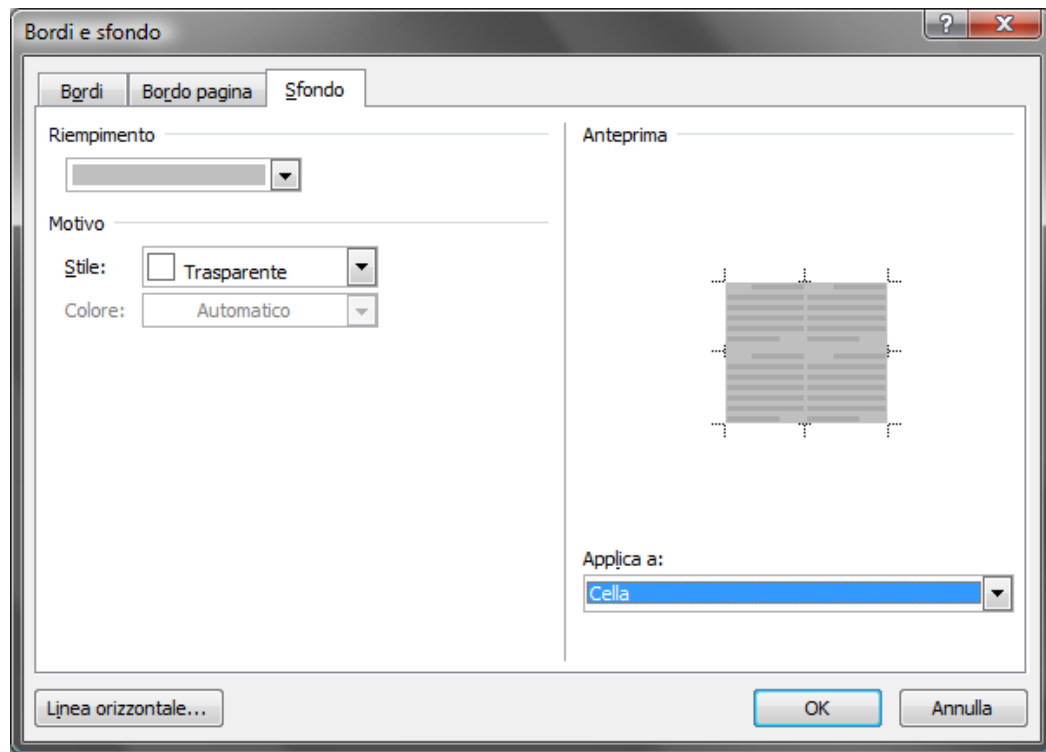 Bordi e sfondo
?
Bordi
Bordo pagina
Sfondo
Riempimento
Anteprima
Motivo
Stile:
Trasparente
Colore:
Automatico
Applica a:
Cella
Linea orizzontale...
OK
Annulla